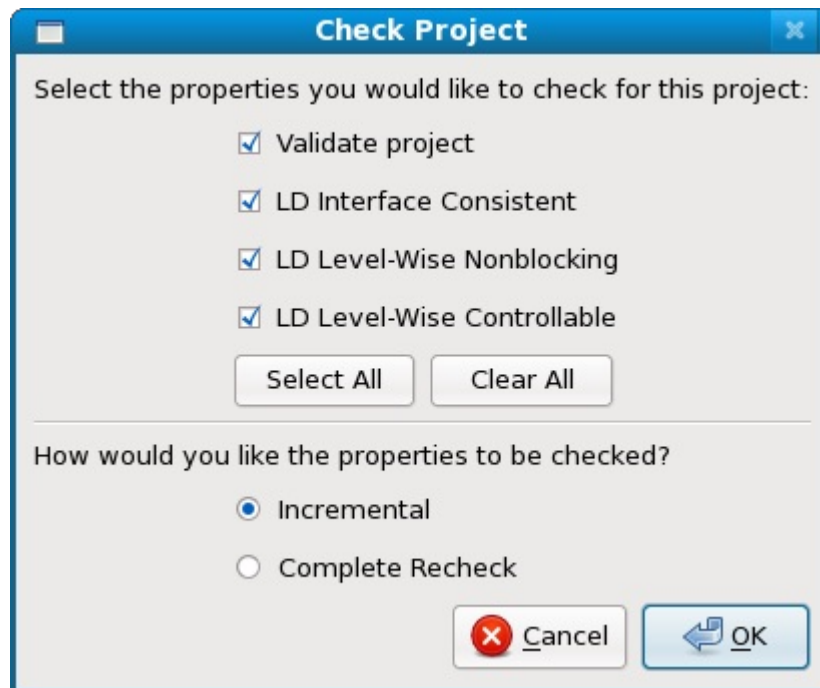 Check Project
Select the properties you would like to check for this project:
Validate project
LD Interface Consistent
LD Level-Wise Nonblocking
LD Level-Wise Controllable
Select All Clear All
How would you like the properties to be checked?
Incremental
Complete Recheck
Cancel OK